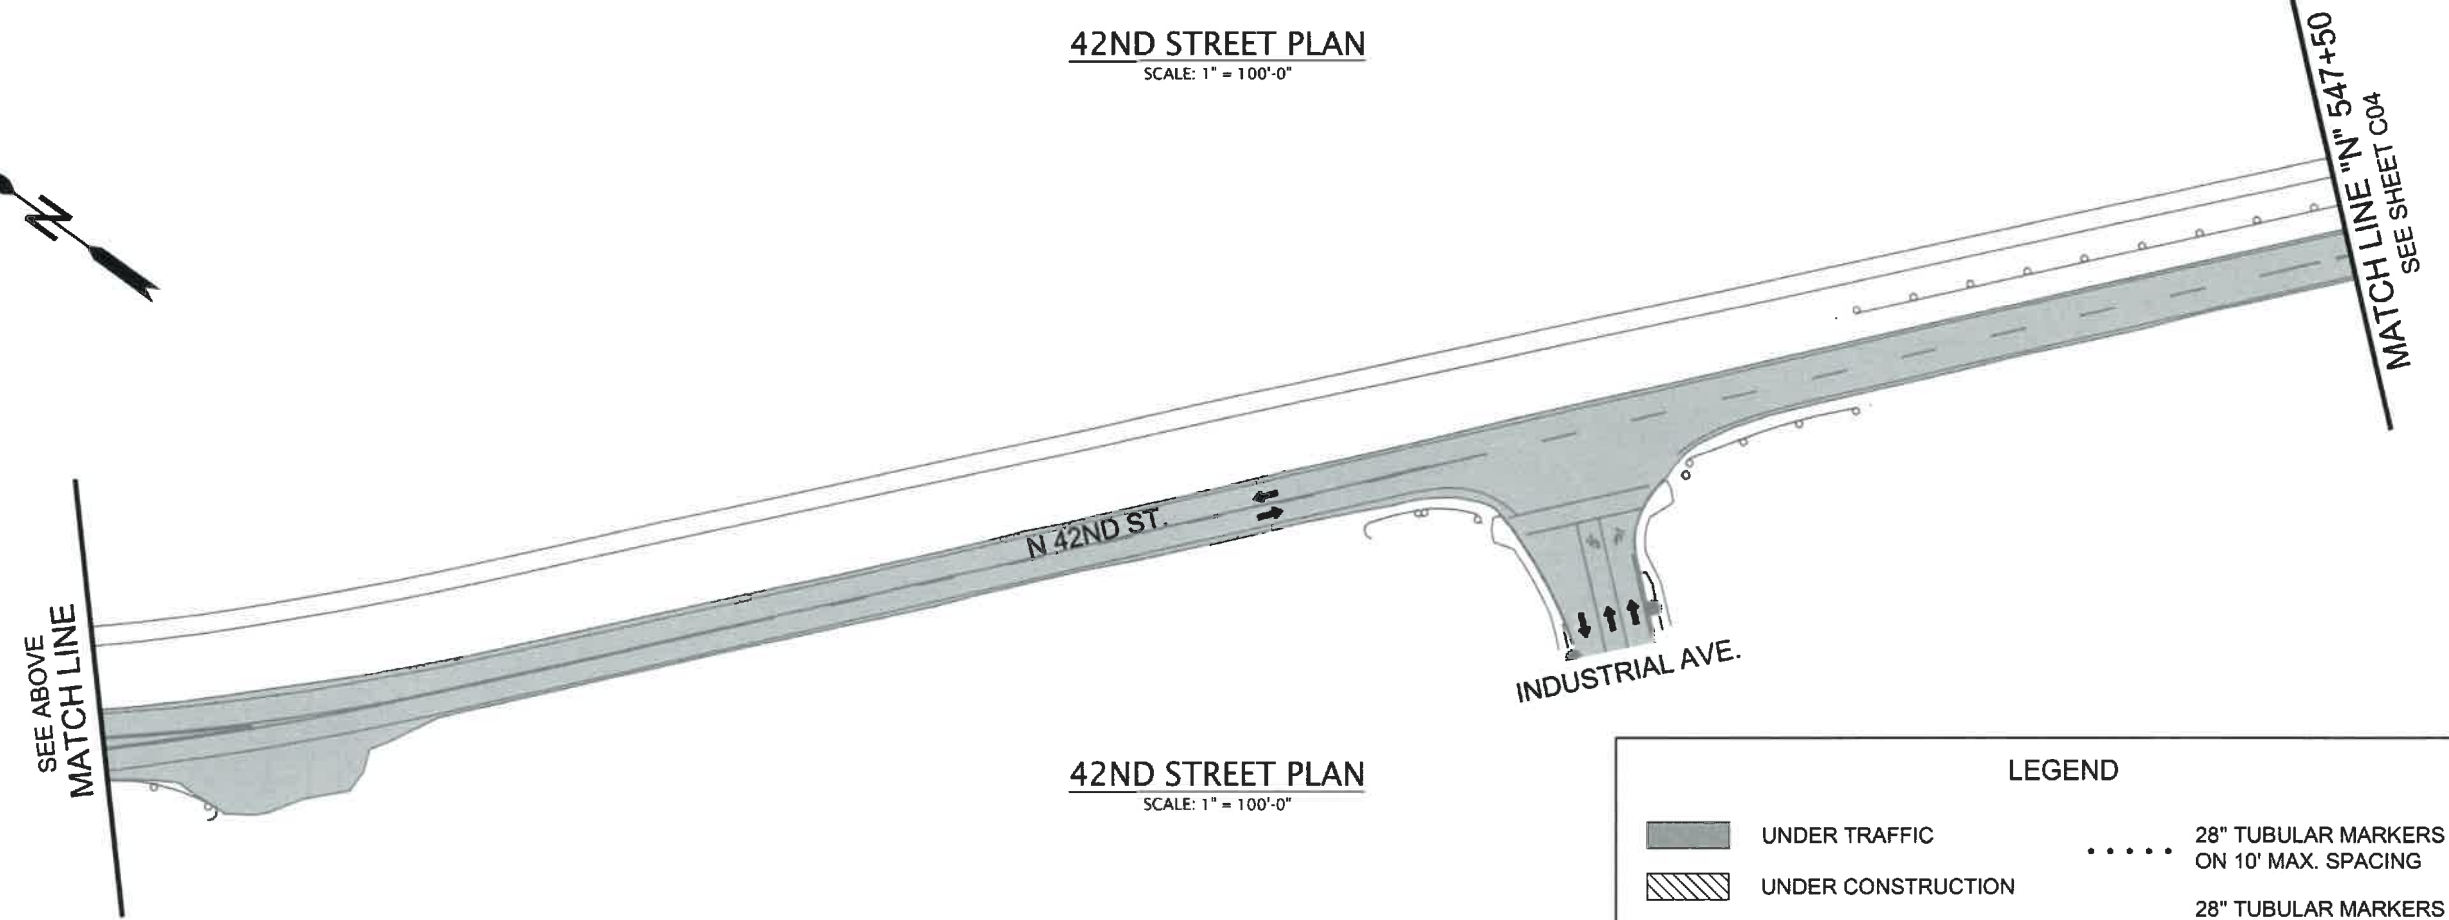 42ND STREET PLAN
SCALE: 1" = 100'-0"
N
MATCH LINE "N" 547+50
SEE SHEET C04
N 42ND ST.
SEE ABOVE
MATCH LINE
INDUSTRIAL AVE.
42ND STREET PLAN
SCALE: 1" = 100'-0"
LEGEND
UNDER TRAFFIC
28" TUBULAR MARKERS
ON 10' MAX. SPACING
UNDER CONSTRUCTION
28" TUBULAR MARKERS